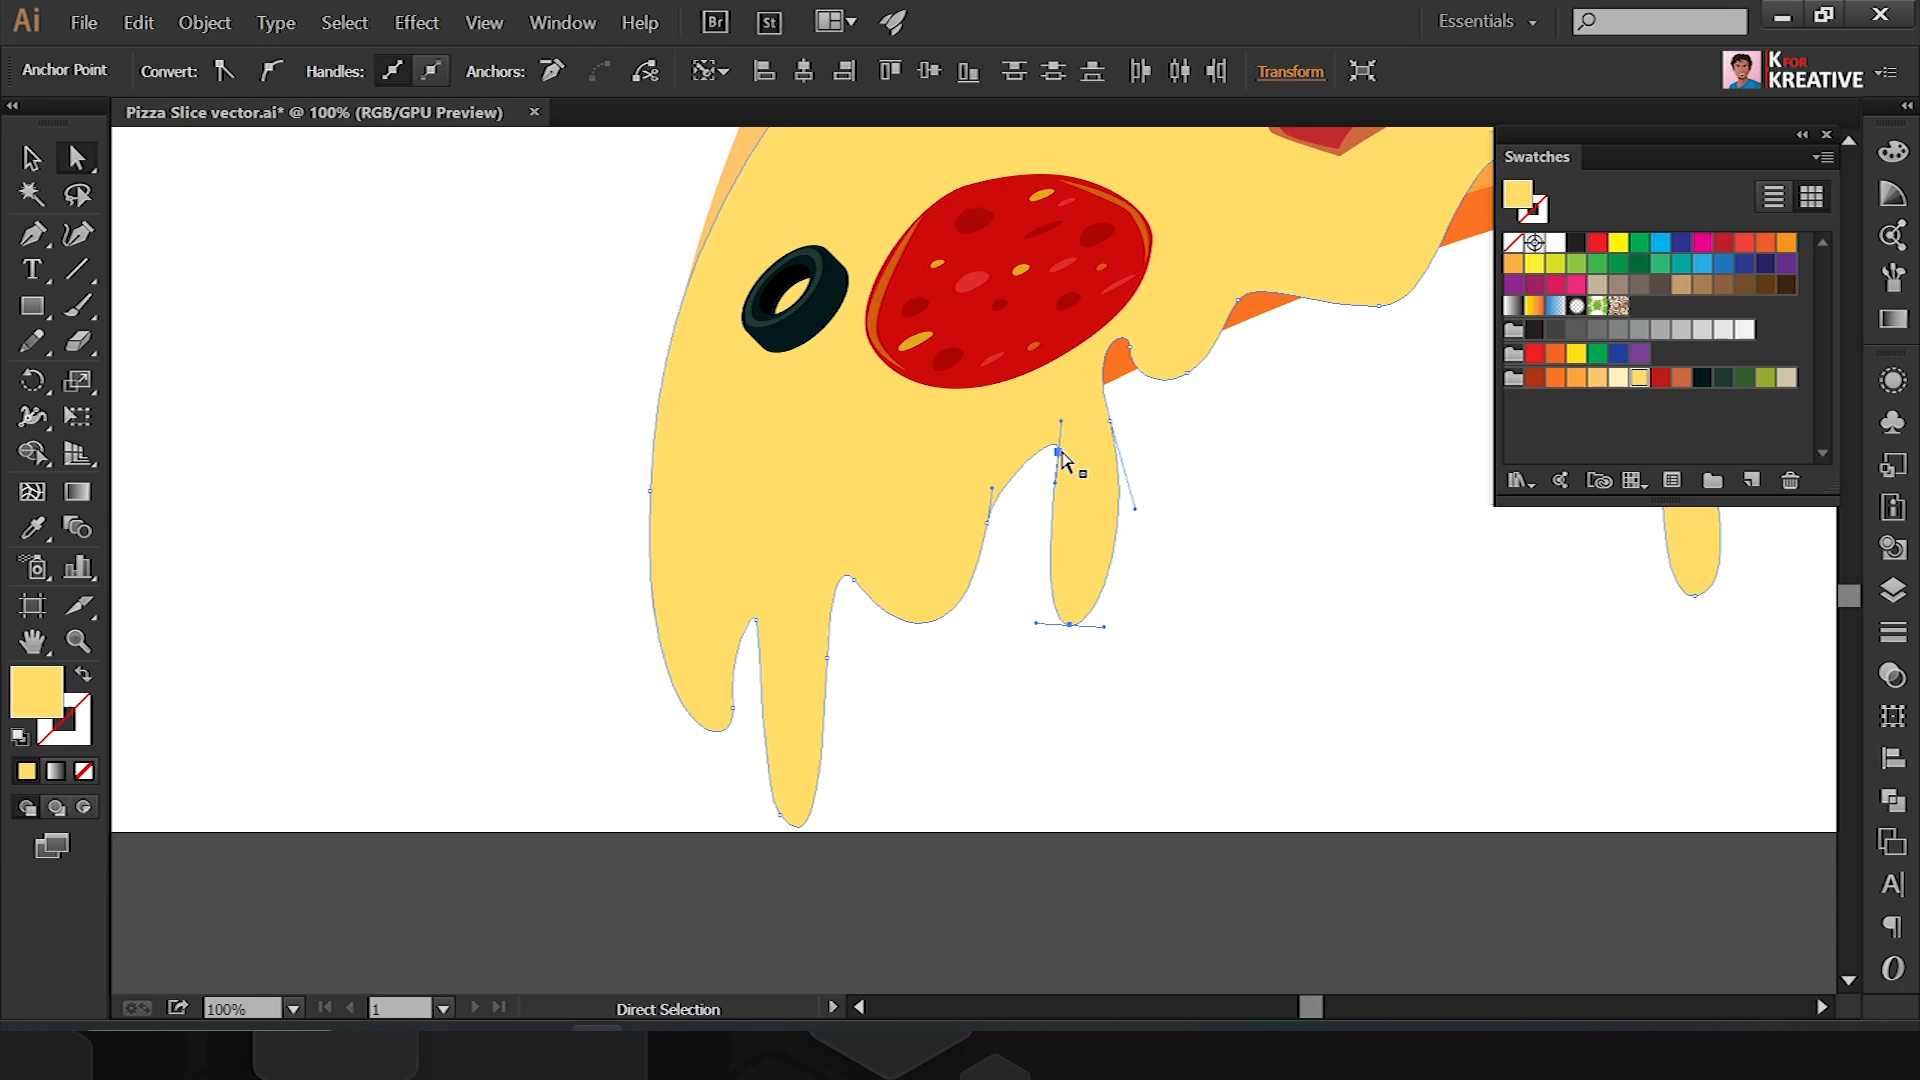 Ai File Edit Object Type Select Effect View Window Help Br St Essentials
Anchor Point Convert: Handles: Anchors: Transform K FOR KREATIVE
Pizza Slice vector.ai* @ 100% (RGB/GPU Preview)
Swatches
100% 1 Direct Selection